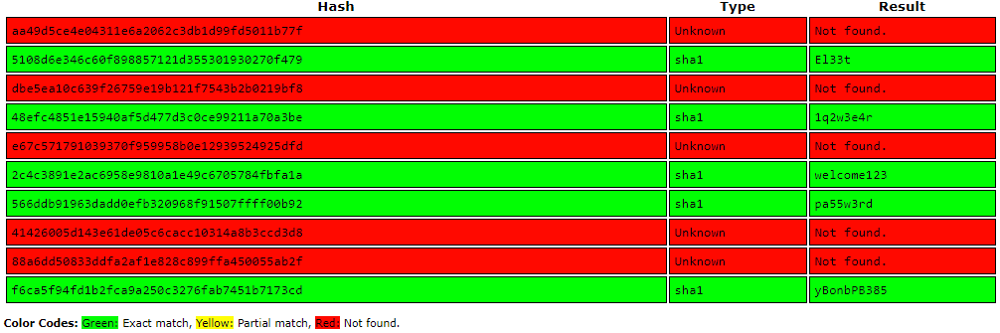 Hash Type Result
aa49d5ce4e04311e6a2062c3db1d99fd5011b77f Unknown Not found.
5108d6e346c60f898857121d355301930270f479 sha1 El33t
dbe5ea10c639f26759e19b121f7543b2b0219bf8 Unknown Not found.
48efc4851e15940af5d477d3c0ce99211a70a3be sha1 1q2w3e4r
e67c571791039370f959958b0e12939524925dfd Unknown Not found.
2c4c3891e2ac6958e9810a1e49c6705784fbfa1a sha1 welcome123
566ddb91963dadd0efb320968f91507ffff00b92 sha1 pa55w3rd
41426005d143e61de05c6cacc10314a8b3ccd3d8 Unknown Not found.
88a6dd50833ddfa2af1e828c899ffa450055ab2f Unknown Not found.
f6ca5f94fd1b2fca9a250c3276fab7451b7173cd sha1 yBonbPB385
Color Codes: Green: Exact match, Yellow: Partial match, Red: Not found.